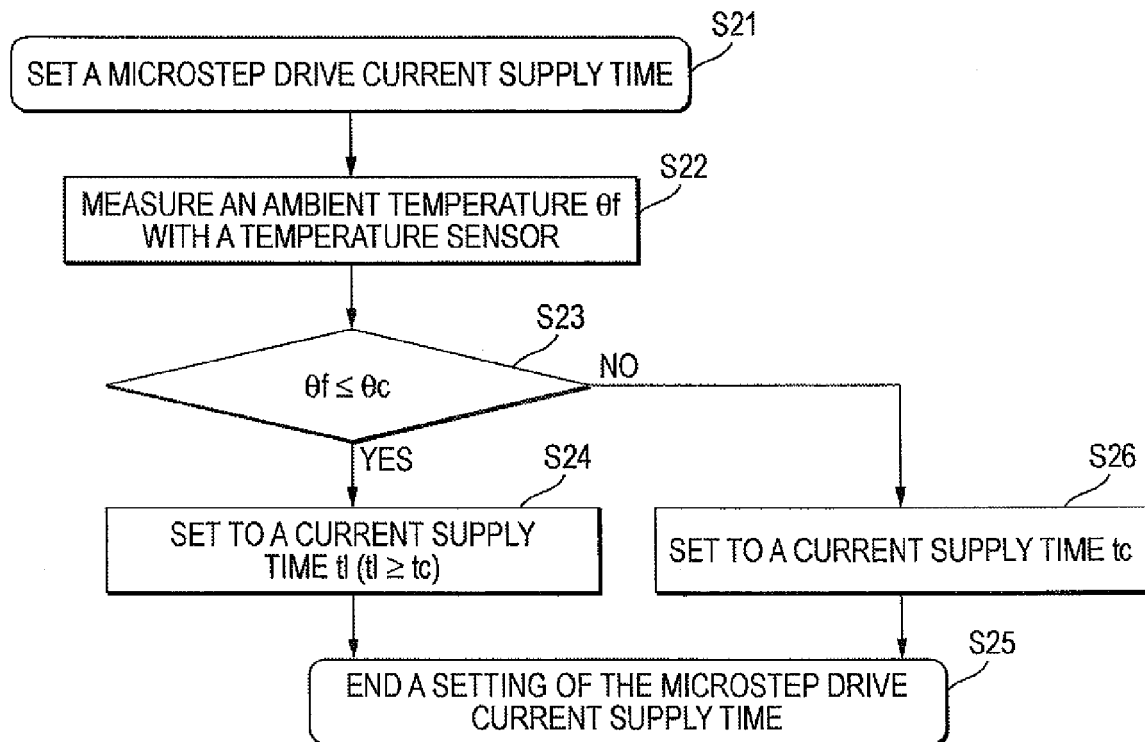 S21
SET A MICROSTEP DRIVE CURRENT SUPPLY TIME
S22
MEASURE AN AMBIENT TEMPERATURE θf
WITH A TEMPERATURE SENSOR
S23
θf ≤ θc
NO
YES
S24
SET TO A CURRENT SUPPLY
TIME tl (tl ≥ tc)
S26
SET TO A CURRENT SUPPLY TIME tc
S25
END A SETTING OF THE MICROSTEP DRIVE
CURRENT SUPPLY TIME